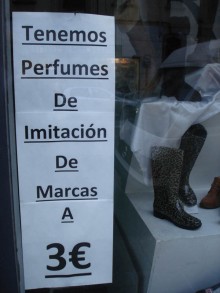 Tenemos
Perfumes
De
Imitación
De
Marcas
A
3€